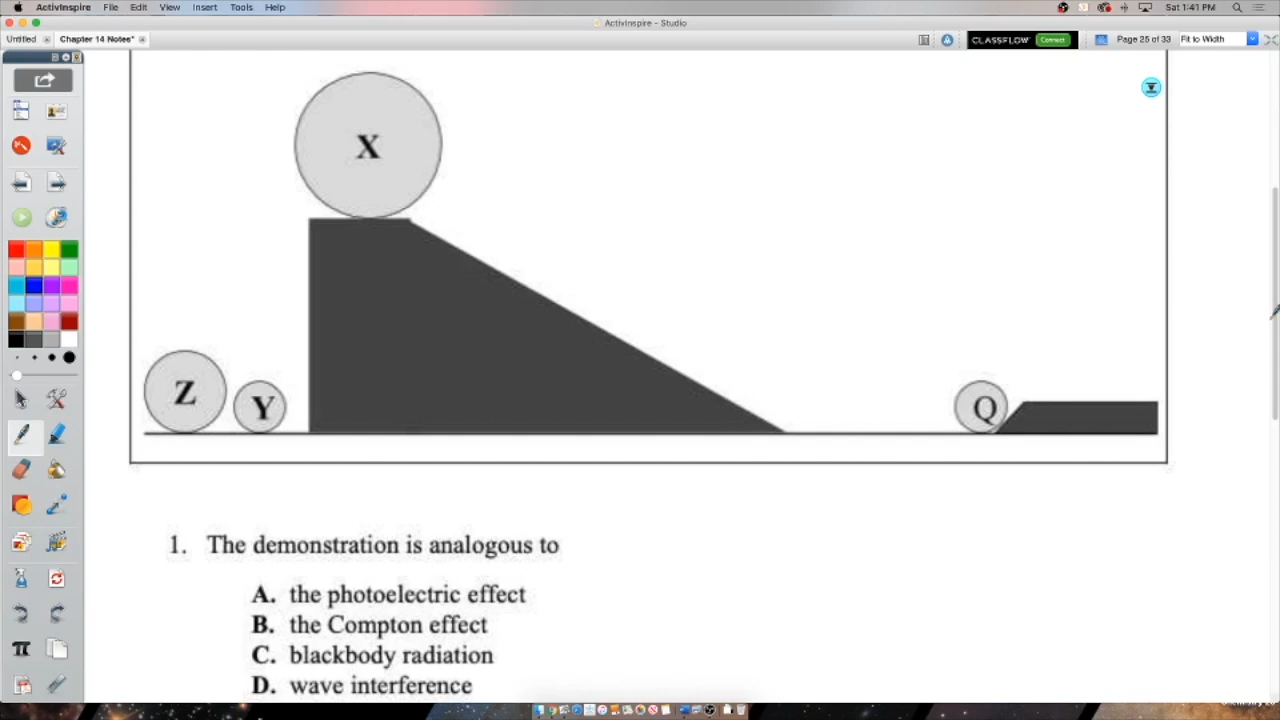 ActivInspire File Edit View Insert Tools Help
Sat 1:41 PM
ActivInspire - Studio
Untitled
Chapter 14 Notes*
CLASSFLOW Connect
Page 25 of 33
Fit to Width
X
Z
Y
Q
1. The demonstration is analogous to
A. the photoelectric effect
B. the Compton effect
C. blackbody radiation
D. wave interference